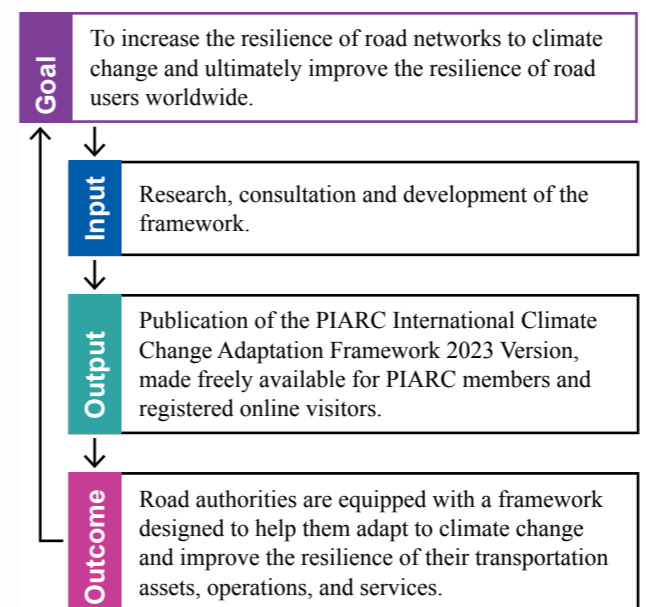 Goal
To increase the resilience of road networks to climate
change and ultimately improve the resilience of road
users worldwide.
Input
Research, consultation and development of the
framework.
Output
Publication of the PIARC International Climate
Change Adaptation Framework 2023 Version,
made freely available for PIARC members and
registered online visitors.
Outcome
Road authorities are equipped with a framework
designed to help them adapt to climate change
and improve the resilience of their transportation
assets, operations, and services.